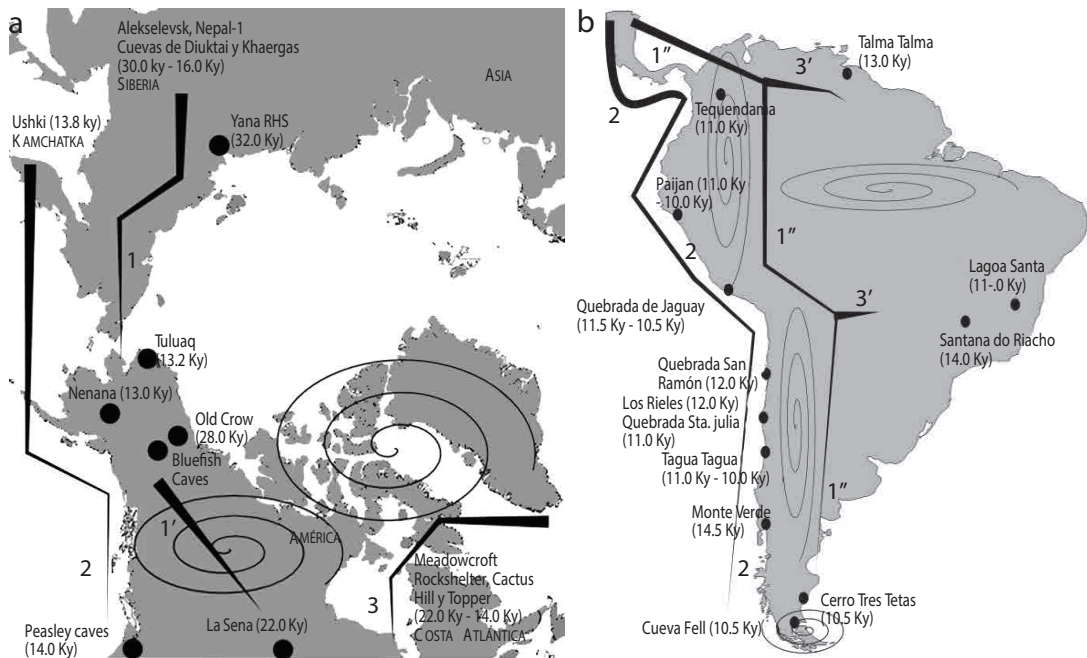 a
Alekselevsk, Nepal-1
Cuevas de Diuktai y Khaergas
(30.0 ky - 16.0 Ky)
SIBERIA
ASIA
Ushki (13.8 ky)
KAMCHATKA
Yana RHS
(32.0 Ky)
1
Tuluaq
(13.2 Ky)
Nenana (13.0 Ky)
Old Crow
(28.0 Ky)
Bluefish
Caves
1’
AMÉRICA
2
Meadowcroft
Rockshelter, Cactus
Hill y Topper
(22.0 Ky - 14.0 Ky)
COSTA ATLÁNTICA
3
La Sena (22.0 Ky)
Peasley caves
(14.0 Ky)
b
1”
3’
Talma Talma
(13.0 Ky)
2
Tequendama
(11.0 Ky)
Paijan (11.0 Ky
- 10.0 Ky)
2
1”
Lagoa Santa
(11-.0 Ky)
3’
Quebrada de Jaguay
(11.5 Ky - 10.5 Ky)
Santana do Riacho
(14.0 Ky)
Quebrada San
Ramón (12.0 Ky)
Los Rieles (12.0 Ky)
Quebrada Sta. julia
(11.0 Ky)
Tagua Tagua
(11.0 Ky - 10.0 Ky)
1”
Monte Verde
(14.5 Ky)
2
Cerro Tres Tetas
(10.5 Ky)
Cueva Fell (10.5 Ky)